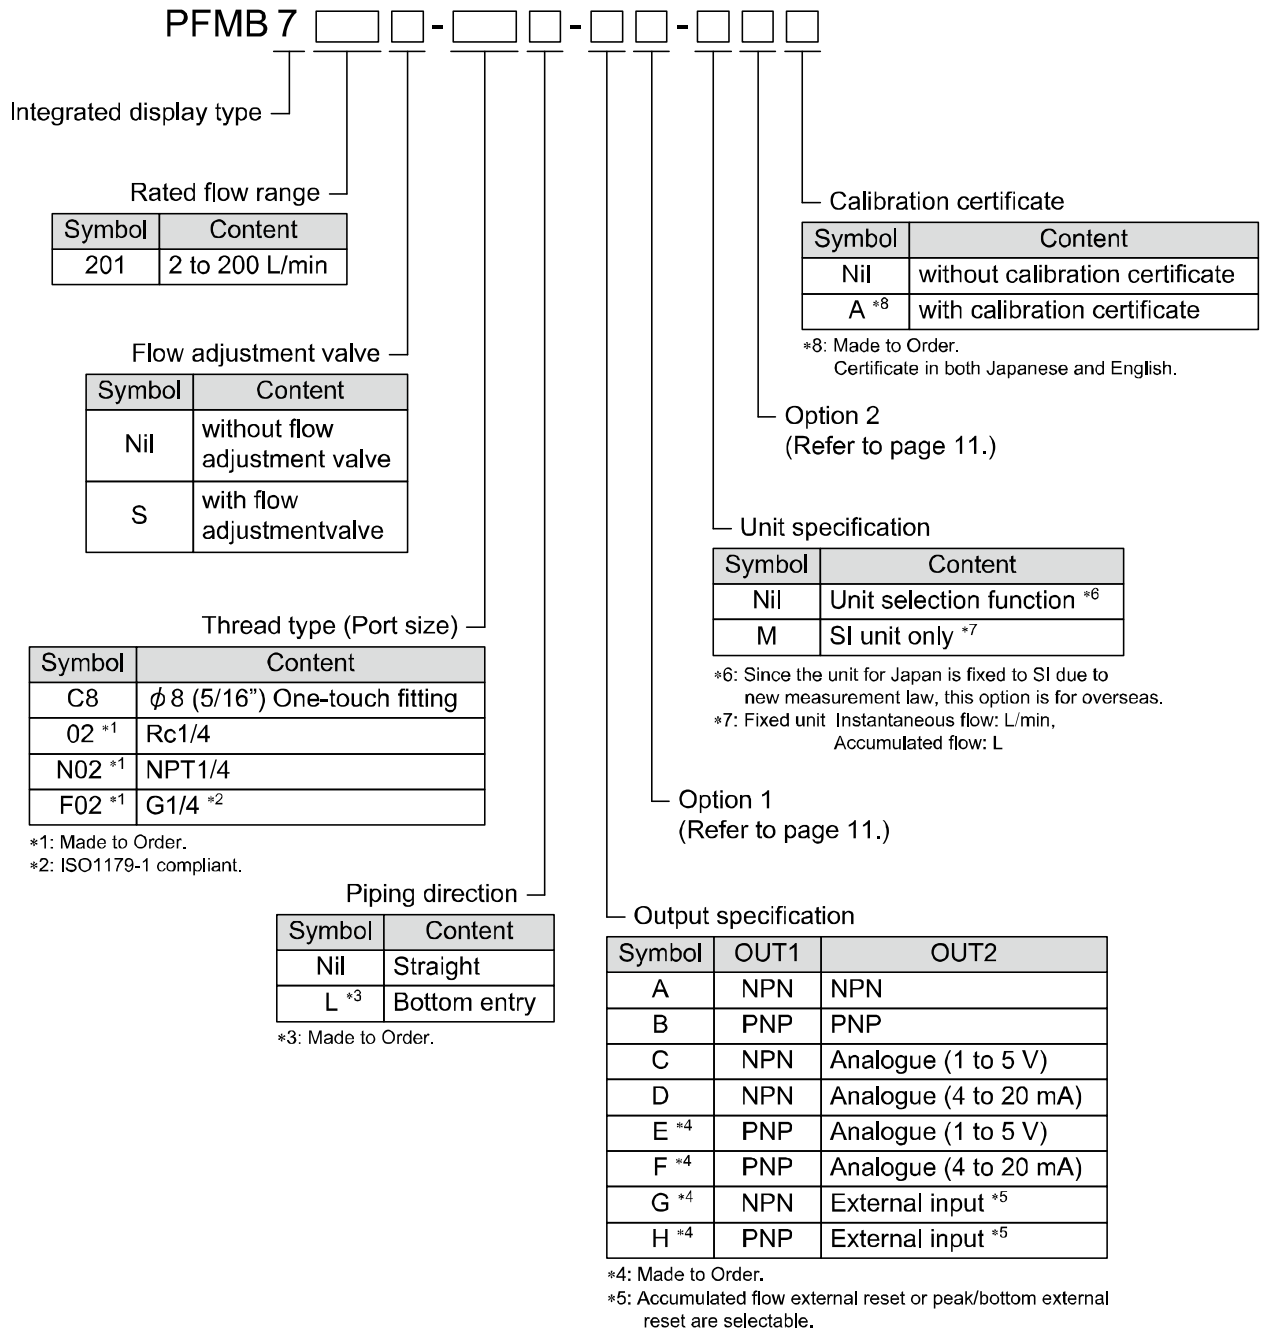 PFMB 7 - - -
Integrated display type
Rated flow range
Symbol Content
201 2 to 200 L/min
Flow adjustment valve
Symbol Content
Nil without flow
adjustment valve
S with flow
adjustmentvalve
Thread type (Port size)
Symbol Content
C8 ϕ8 (5/16”) One-touch fitting
02 *1 Rc1/4
N02 *1 NPT1/4
F02 *1 G1/4 *2
*1: Made to Order.
*2: ISO1179-1 compliant.
Piping direction
Symbol Content
Nil Straight
L *3 Bottom entry
*3: Made to Order.
Calibration certificate
Symbol Content
Nil without calibration certificate
A *8 with calibration certificate
*8: Made to Order.
Certificate in both Japanese and English.
Option 2
(Refer to page 11.)
Unit specification
Symbol Content
Nil Unit selection function *6
M SI unit only *7
*6: Since the unit for Japan is fixed to SI due to
new measurement law, this option is for overseas.
*7: Fixed unit Instantaneous flow: L/min,
Accumulated flow: L
Option 1
(Refer to page 11.)
Output specification
Symbol OUT1 OUT2
A NPN NPN
B PNP PNP
C NPN Analogue (1 to 5 V)
D NPN Analogue (4 to 20 mA)
E *4 PNP Analogue (1 to 5 V)
F *4 PNP Analogue (4 to 20 mA)
G *4 NPN External input *5
H *4 PNP External input *5
*4: Made to Order.
*5: Accumulated flow external reset or peak/bottom external
reset are selectable.